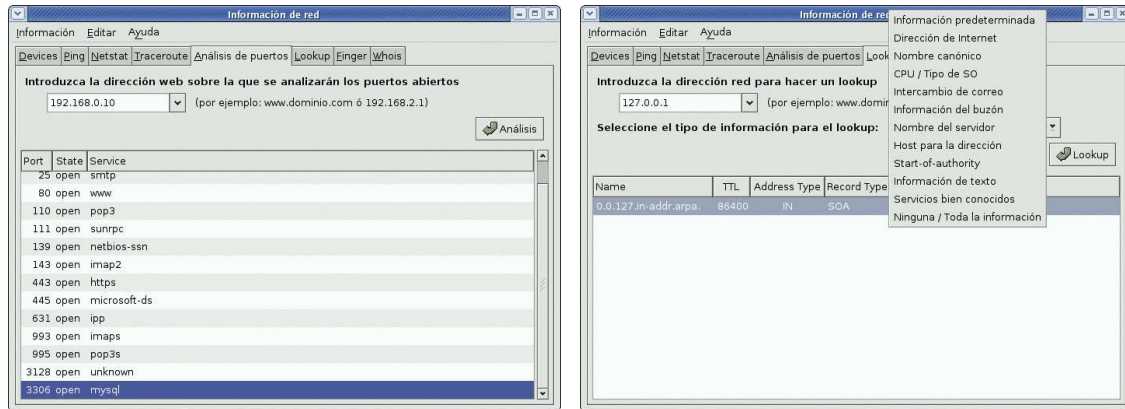 Información de red
Información Editar Ayuda
Devices Ping Netstat Traceroute Análisis de puertos Lookup Finger Whois
Introduzca la dirección web sobre la que se analizarán los puertos abiertos
192.168.0.10 (por ejemplo: www.dominio.com ó 192.168.2.1)
Análisis
Port State Service
25 open smtp
80 open www
110 open pop3
111 open sunrpc
139 open netbios-ssn
143 open imap2
443 open https
445 open microsoft-ds
631 open ipp
993 open imaps
995 open pop3s
3128 open unknown
3306 open mysql
Información de red
Información Editar Ayuda
Devices Ping Netstat Traceroute Análisis de puertos Look
Introduzca la dirección red para hacer un lookup
127.0.0.1 (por ejemplo: www.domin
Seleccione el tipo de información para el lookup:
Lookup
Name TTL Address Type Record Type
0.0.127.in-addr.arpa. 86400 IN SOA
Información predeterminada
Dirección de Internet
Nombre canónico
CPU / Tipo de SO
Intercambio de correo
Información del buzón
Nombre del servidor
Host para la dirección
Start-of-authority
Información de texto
Servicios bien conocidos
Ninguna / Toda la información